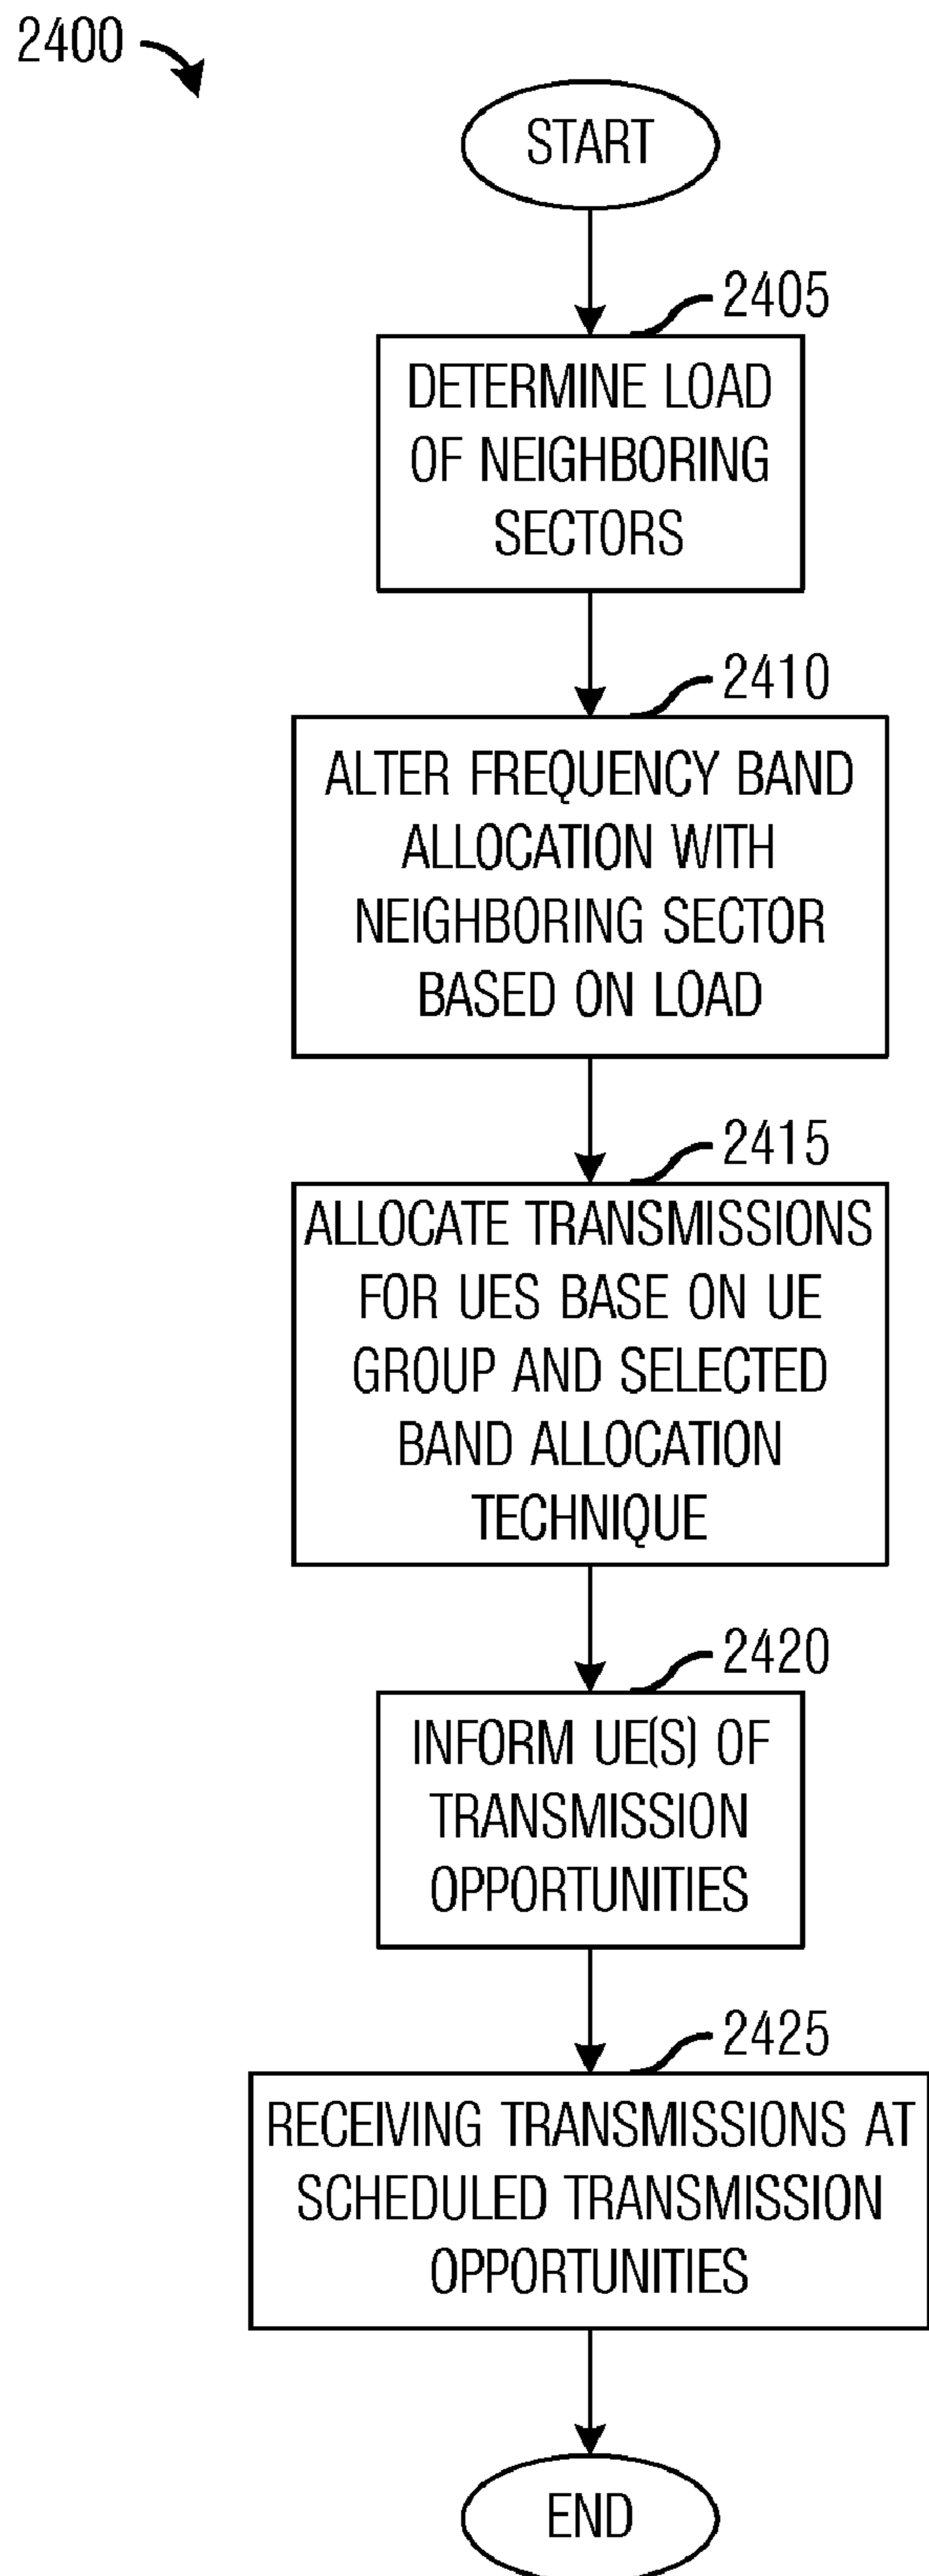 2400
START
2405
DETERMINE LOAD
OF NEIGHBORING
SECTORS
2410
ALTER FREQUENCY BAND
ALLOCATION WITH
NEIGHBORING SECTOR
BASED ON LOAD
2415
ALLOCATE TRANSMISSIONS
FOR UES BASE ON UE
GROUP AND SELECTED
BAND ALLOCATION
TECHNIQUE
2420
INFORM UE(S) OF
TRANSMISSION
OPPORTUNITIES
2425
RECEIVING TRANSMISSIONS AT
SCHEDULED TRANSMISSION
OPPORTUNITIES
END